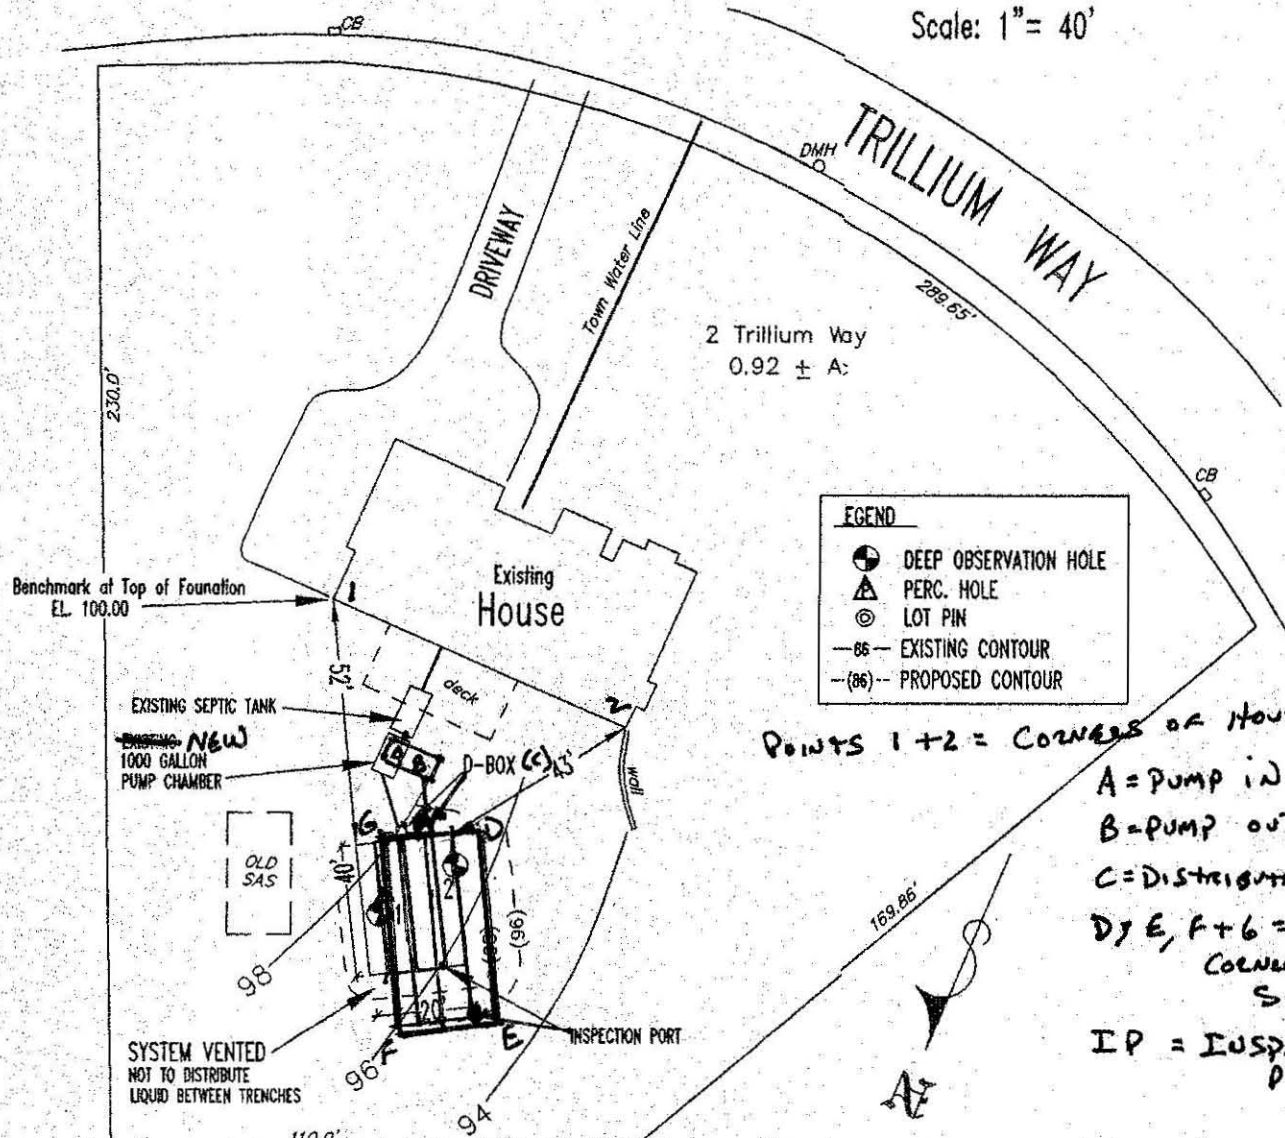 Scale: 1"= 40'
CB
DMH
TRILLIUM WAY
DRIVEWAY
Town Water Line
289.65'
2 Trillium Way
0.92 ± A:
230.0'
CB
EGEND
DEEP OBSERVATION HOLE
PERC. HOLE
LOT PIN
-86- EXISTING CONTOUR
-(86)- PROPOSED CONTOUR
Existing
House
Benchmark at Top of Founation
EL. 100.00
1
52'
deck
2
EXISTING SEPTIC TANK
EXISTING NEW
1000 GALLON
PUMP CHAMBER
A
B
D-BOX (C)
43'
wall
POINTS 1 + 2 = CORNERS OF HOU
A = PUMP IN
B = PUMP OU
C = DISTRIBUT
D, E, F + G =
CORNE
S
IP = INSP
P
G
D
OLD
SAS
40'
1
2
(98)
(96)
169.86'
98
20'
INSPECTION PORT
F
E
SYSTEM VENTED
NOT TO DISTRIBUTE
LIQUID BETWEEN TRENCHES
96
94
110.0'